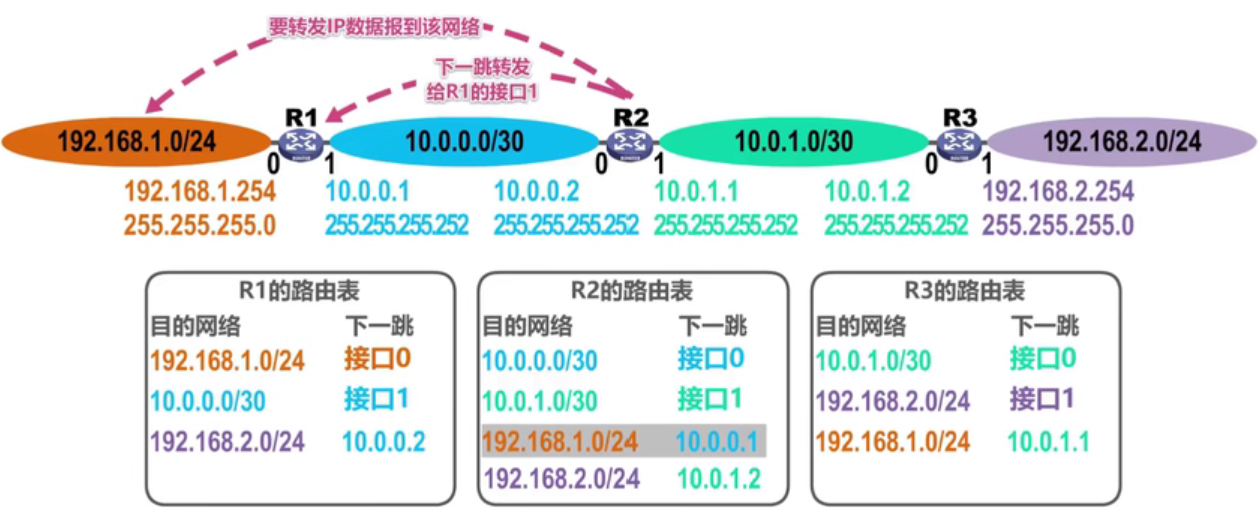 要转发IP数据报到该网络
下一跳转发
给R1的接口1
R1 R2 R3
192.168.1.0/24 10.0.0.0/30 10.0.1.0/30 192.168.2.0/24
0 1 0 1 0 1
192.168.1.254 10.0.0.1 10.0.0.2 10.0.1.1 10.0.1.2 192.168.2.254
255.255.255.0 255.255.255.252 255.255.255.252 255.255.255.252 255.255.255.252 255.255.255.0
R1的路由表
目的网络 下一跳
192.168.1.0/24 接口0
10.0.0.0/30 接口1
192.168.2.0/24 10.0.0.2
R2的路由表
目的网络 下一跳
10.0.0.0/30 接口0
10.0.1.0/30 接口1
192.168.1.0/24 10.0.0.1
192.168.2.0/24 10.0.1.2
R3的路由表
目的网络 下一跳
10.0.1.0/30 接口0
192.168.2.0/24 接口1
192.168.1.0/24 10.0.1.1